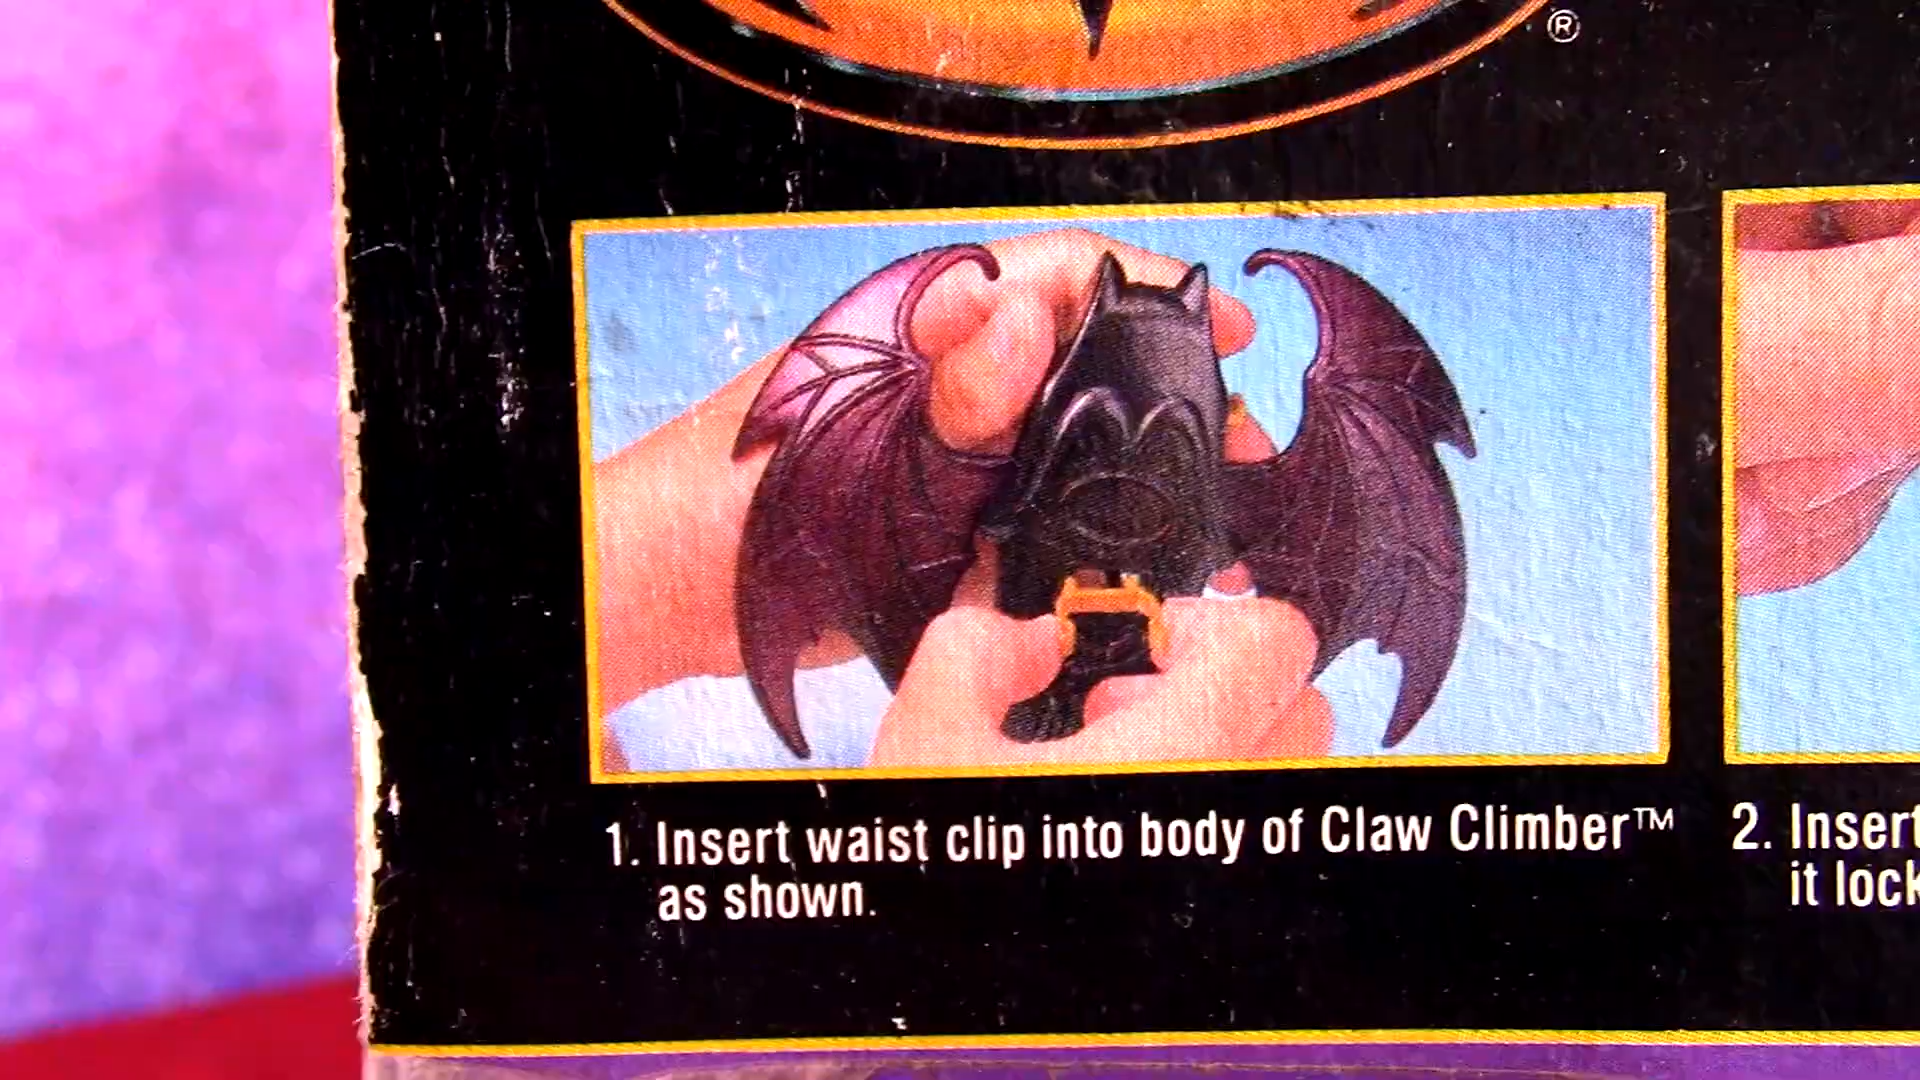 ®
1. Insert waist clip into body of Claw Climber™
as shown.
2. Insert
it lock